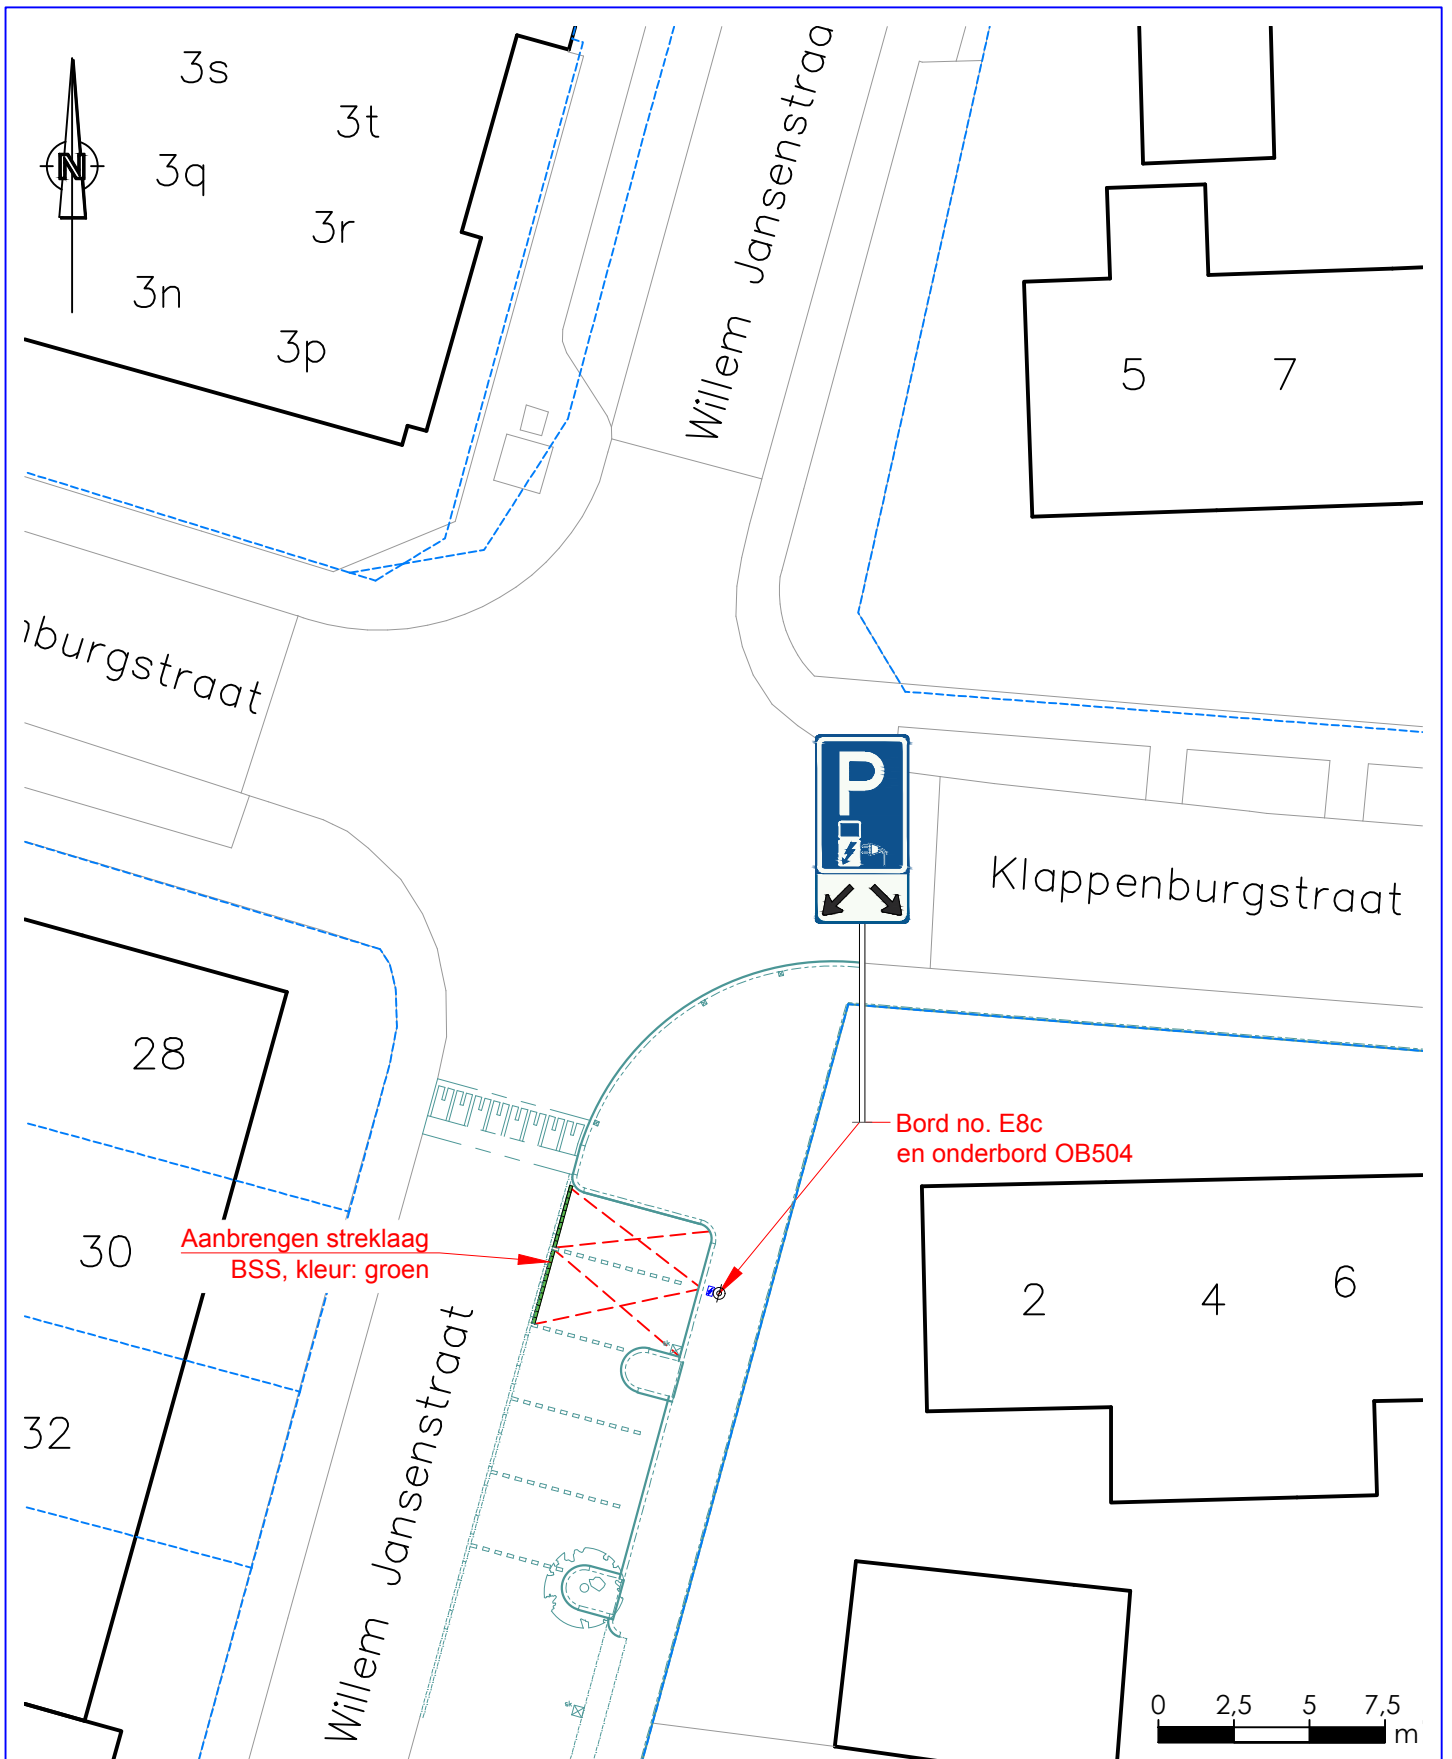 3s
3t
N
3q
3r
3n
3p
Willem Jansenstraa
5
7
nburgstraat
P
Klappenburgstraat
28
Bord no. E8c
en onderbord OB504
30
Aanbrengen streklaag
BSS, kleur: groen
2
4
6
32
Willem Jansenstraat
0 2,5 5 7,5
m